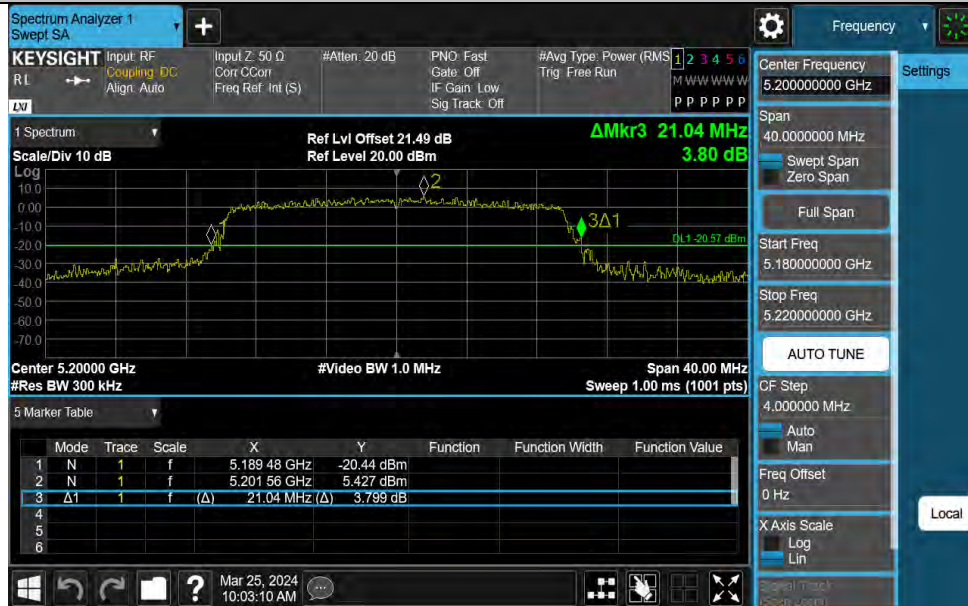 Spectrum Analyzer 1
Swept SA
+
Frequency
KEYSIGHT
Input: RF
Input Z: 50 Ω
#Atten: 20 dB
PNO: Fast
#Avg Type: Power (RMS
1 2 3 4 5 6
R L
Coupling: DC
Corr CCorr
Gate: Off
Trig: Free Run
M W W W W W
Align: Auto
Freq Ref: Int (S)
IF Gain: Low
P P P P P P
LXI
Sig Track: Off
Center Frequency
5.200000000 GHz
Settings
1 Spectrum
Ref Lvl Offset 21.49 dB
ΔMkr3 21.04 MHz
Scale/Div 10 dB
Ref Level 20.00 dBm
3.80 dB
Log
10.0
0.00
-10.0
-20.0
-30.0
-40.0
-50.0
-60.0
-70.0
2
3Δ1
DL1 -20.57 dBm
Center 5.20000 GHz
#Video BW 1.0 MHz
Span 40.00 MHz
#Res BW 300 kHz
Sweep 1.00 ms (1001 pts)
Span
40.0000000 MHz
Swept Span
Zero Span
Full Span
Start Freq
5.180000000 GHz
Stop Freq
5.220000000 GHz
AUTO TUNE
CF Step
4.000000 MHz
Auto
Man
Freq Offset
0 Hz
X Axis Scale
Log
Lin
Signal Track
Local
5 Marker Table
Mode Trace Scale X Y Function Function Width Function Value
1 N 1 f 5.189 48 GHz -20.44 dBm
2 N 1 f 5.201 56 GHz 5.427 dBm
3 Δ1 1 f (Δ) 21.04 MHz (Δ) 3.799 dB
4
5
6
?
Mar 25, 2024
10:03:10 AM